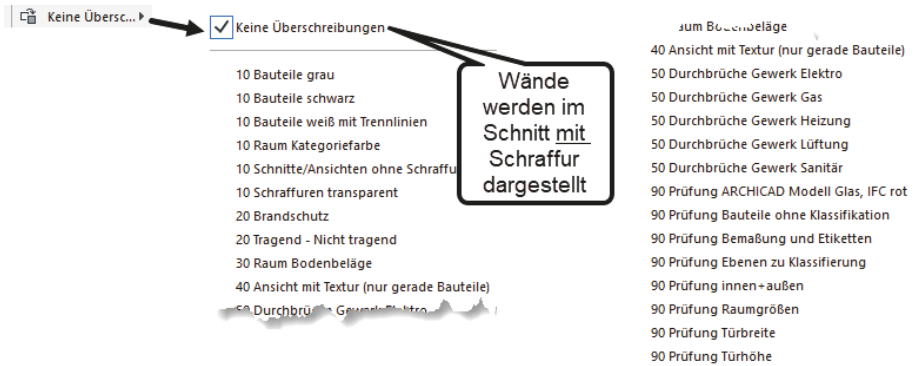 Keine Übersc...
Keine Überschreibungen
10 Bauteile grau
10 Bauteile schwarz
10 Bauteile weiß mit Trennlinien
10 Raum Kategoriefarbe
10 Schnitte/Ansichten ohne Schraffu
10 Schraffuren transparent
20 Brandschutz
20 Tragend - Nicht tragend
30 Raum Bodenbeläge
40 Ansicht mit Textur (nur gerade Bauteile)
Wände
werden im
Schnitt mit
Schraffur
dargestellt
40 Ansicht mit Textur (nur gerade Bauteile)
50 Durchbrüche Gewerk Elektro
50 Durchbrüche Gewerk Gas
50 Durchbrüche Gewerk Heizung
50 Durchbrüche Gewerk Lüftung
50 Durchbrüche Gewerk Sanitär
90 Prüfung ARCHICAD Modell Glas, IFC rot
90 Prüfung Bauteile ohne Klassifikation
90 Prüfung Bemaßung und Etiketten
90 Prüfung Ebenen zu Klassifierung
90 Prüfung innen+außen
90 Prüfung Raumgrößen
90 Prüfung Türbreite
90 Prüfung Türhöhe